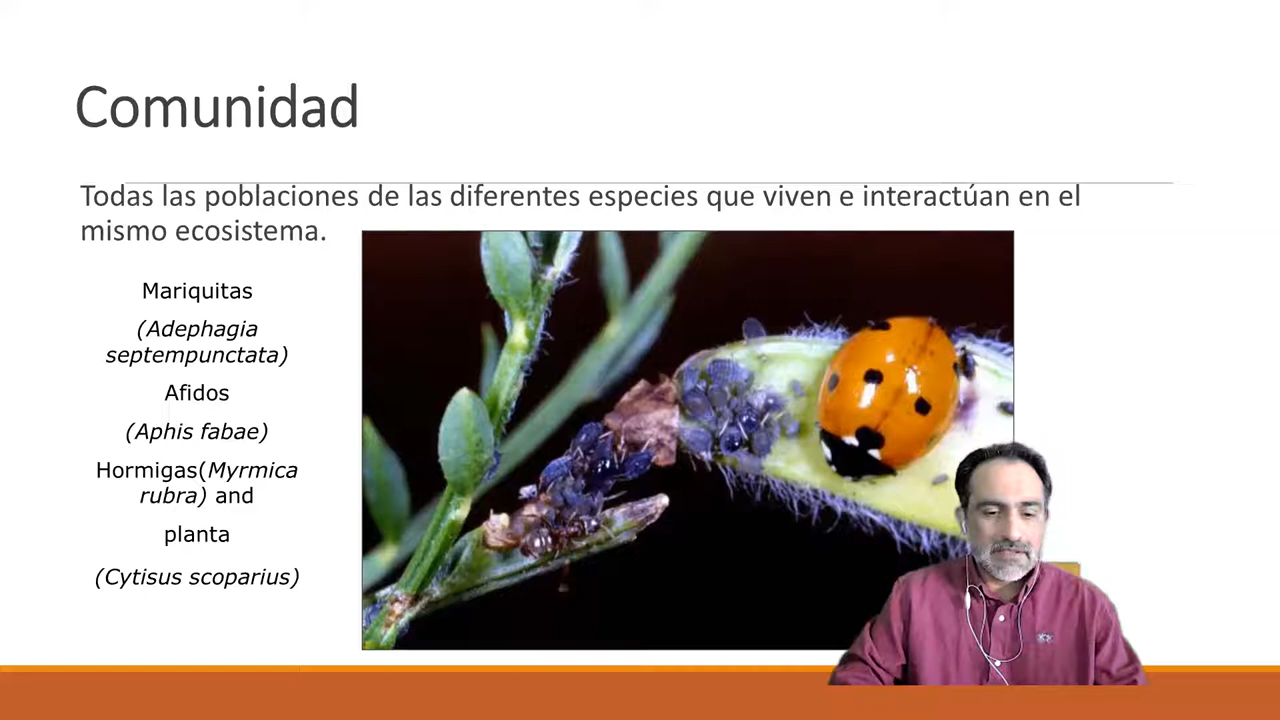 Comunidad
Todas las poblaciones de las diferentes especies que viven e interactúan en el
mismo ecosistema.
Mariquitas
(Adephagia
septempunctata)
Afidos
(Aphis fabae)
Hormigas(Myrmica
rubra) and
planta
(Cytisus scoparius)